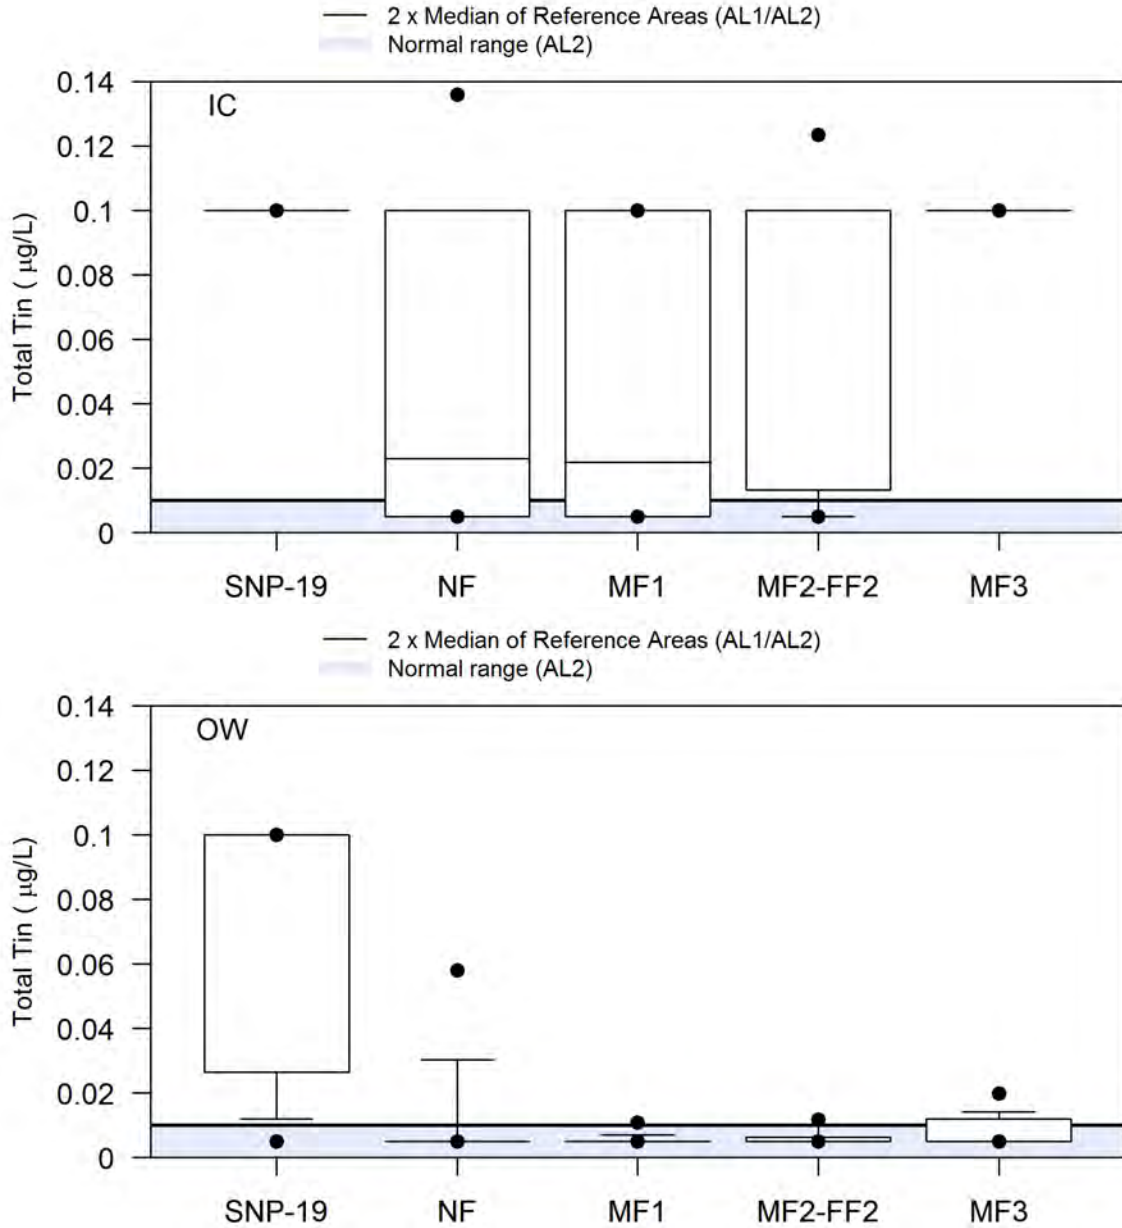 2 x Median of Reference Areas (AL1/AL2)
Normal range (AL2)
IC
Total Tin ( µg/L)
0.14
0.12
0.1
0.08
0.06
0.04
0.02
0
SNP-19 NF MF1 MF2-FF2 MF3
2 x Median of Reference Areas (AL1/AL2)
Normal range (AL2)
OW
Total Tin ( µg/L)
0.14
0.12
0.1
0.08
0.06
0.04
0.02
0
SNP-19 NF MF1 MF2-FF2 MF3